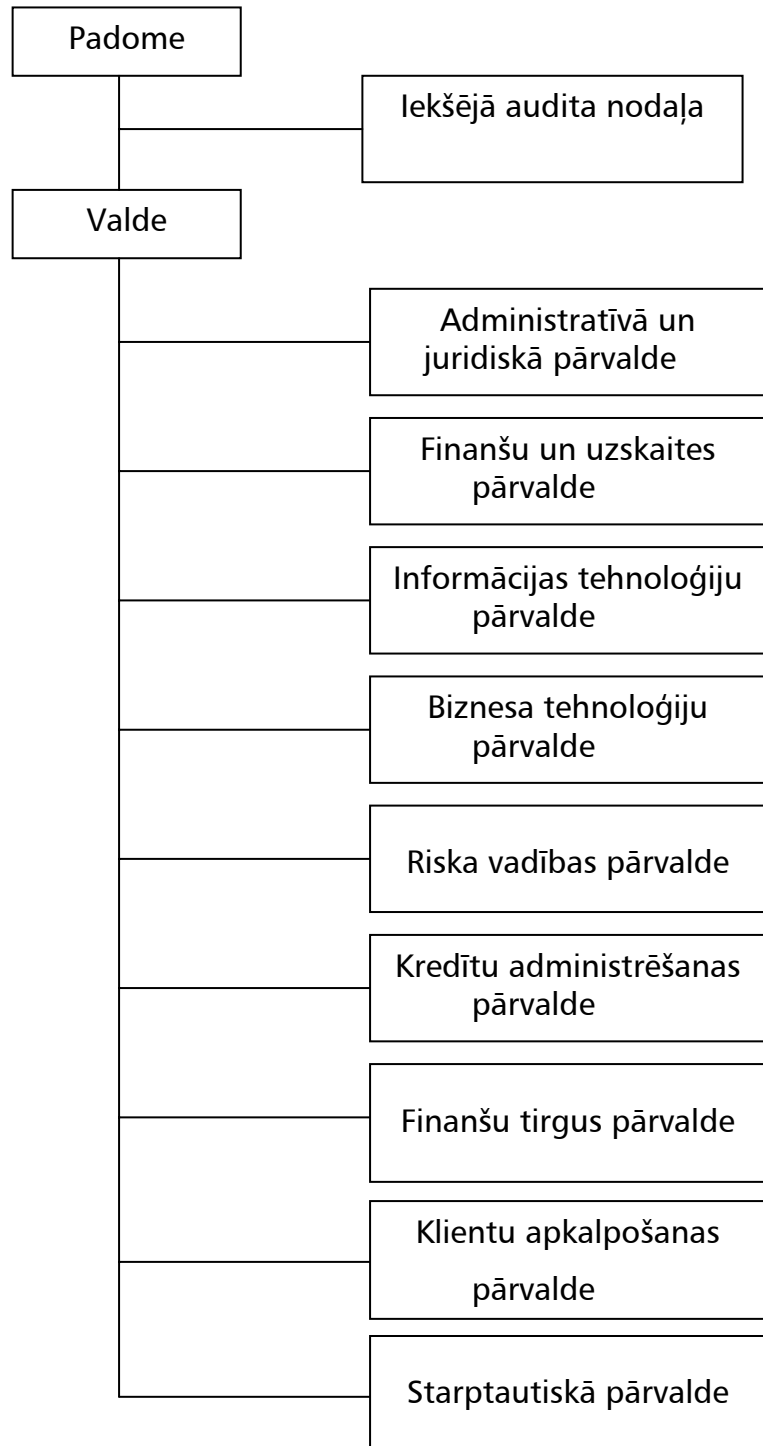 Padome
Iekšējā audita nodaļa
Valde
Administratīvā un
juridiskā pārvalde
Finanšu un uzskaites
pārvalde
Informācijas tehnoloģiju
pārvalde
Biznesa tehnoloģiju
pārvalde
Riska vadības pārvalde
Kredītu administrēšanas
pārvalde
Finanšu tirgus pārvalde
Klientu apkalpošanas
pārvalde
Starptautiskā pārvalde